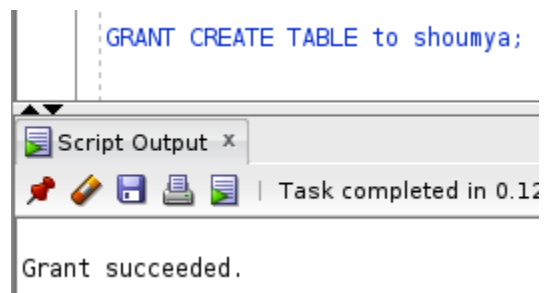 GRANT CREATE TABLE to shoumya;
Script Output x
Task completed in 0.12
Grant succeeded.